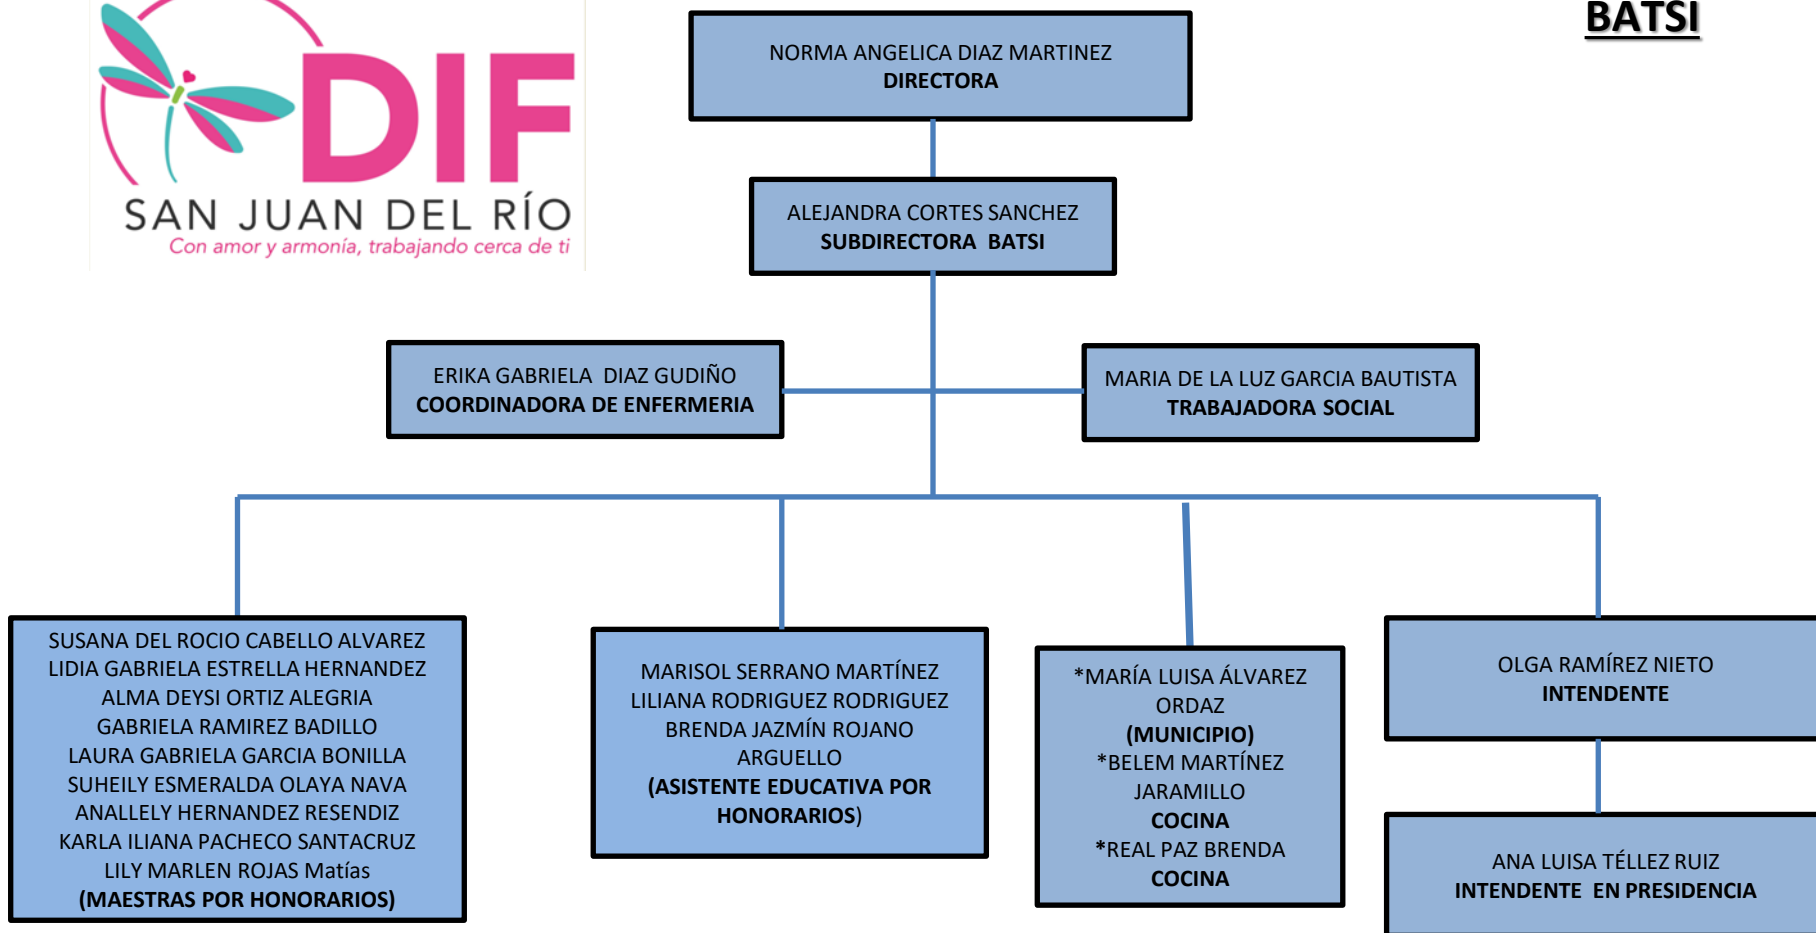 BATSI
DIF
SAN JUAN DEL RÍO
Con amor y armonía, trabajando cerca de ti
NORMA ANGELICA DIAZ MARTINEZ
DIRECTORA
ALEJANDRA CORTES SANCHEZ
SUBDIRECTORA BATSI
ERIKA GABRIELA DIAZ GUDIÑO
COORDINADORA DE ENFERMERIA
MARIA DE LA LUZ GARCIA BAUTISTA
TRABAJADORA SOCIAL
SUSANA DEL ROCIO CABELLO ALVAREZ
LIDIA GABRIELA ESTRELLA HERNANDEZ
ALMA DEYSI ORTIZ ALEGRIA
GABRIELA RAMIREZ BADILLO
LAURA GABRIELA GARCIA BONILLA
SUHEILY ESMERALDA OLAYA NAVA
ANALLELY HERNANDEZ RESENDIZ
KARLA ILIANA PACHECO SANTACRUZ
LILY MARLEN ROJAS Matías
(MAESTRAS POR HONORARIOS)
MARISOL SERRANO MARTÍNEZ
LILIANA RODRIGUEZ RODRIGUEZ
BRENDA JAZMÍN ROJANO
ARGUELLO
(ASISTENTE EDUCATIVA POR
HONORARIOS)
*MARÍA LUISA ÁLVAREZ
ORDAZ
(MUNICIPIO)
*BELEM MARTÍNEZ
JARAMILLO
COCINA
*REAL PAZ BRENDA
COCINA
OLGA RAMÍREZ NIETO
INTENDENTE
ANA LUISA TÉLLEZ RUIZ
INTENDENTE EN PRESIDENCIA